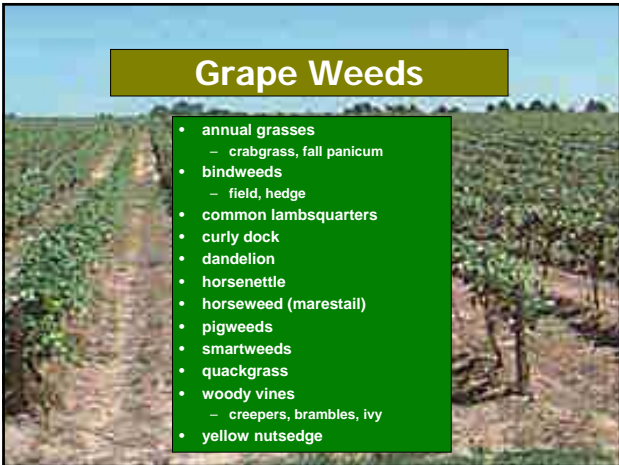 Grape Weeds
• annual grasses
– crabgrass, fall panicum
• bindweeds
– field, hedge
• common lambsquarters
• curly dock
• dandelion
• horsenettle
• horseweed (marestail)
• pigweeds
• smartweeds
• quackgrass
• woody vines
– creepers, brambles, ivy
• yellow nutsedge